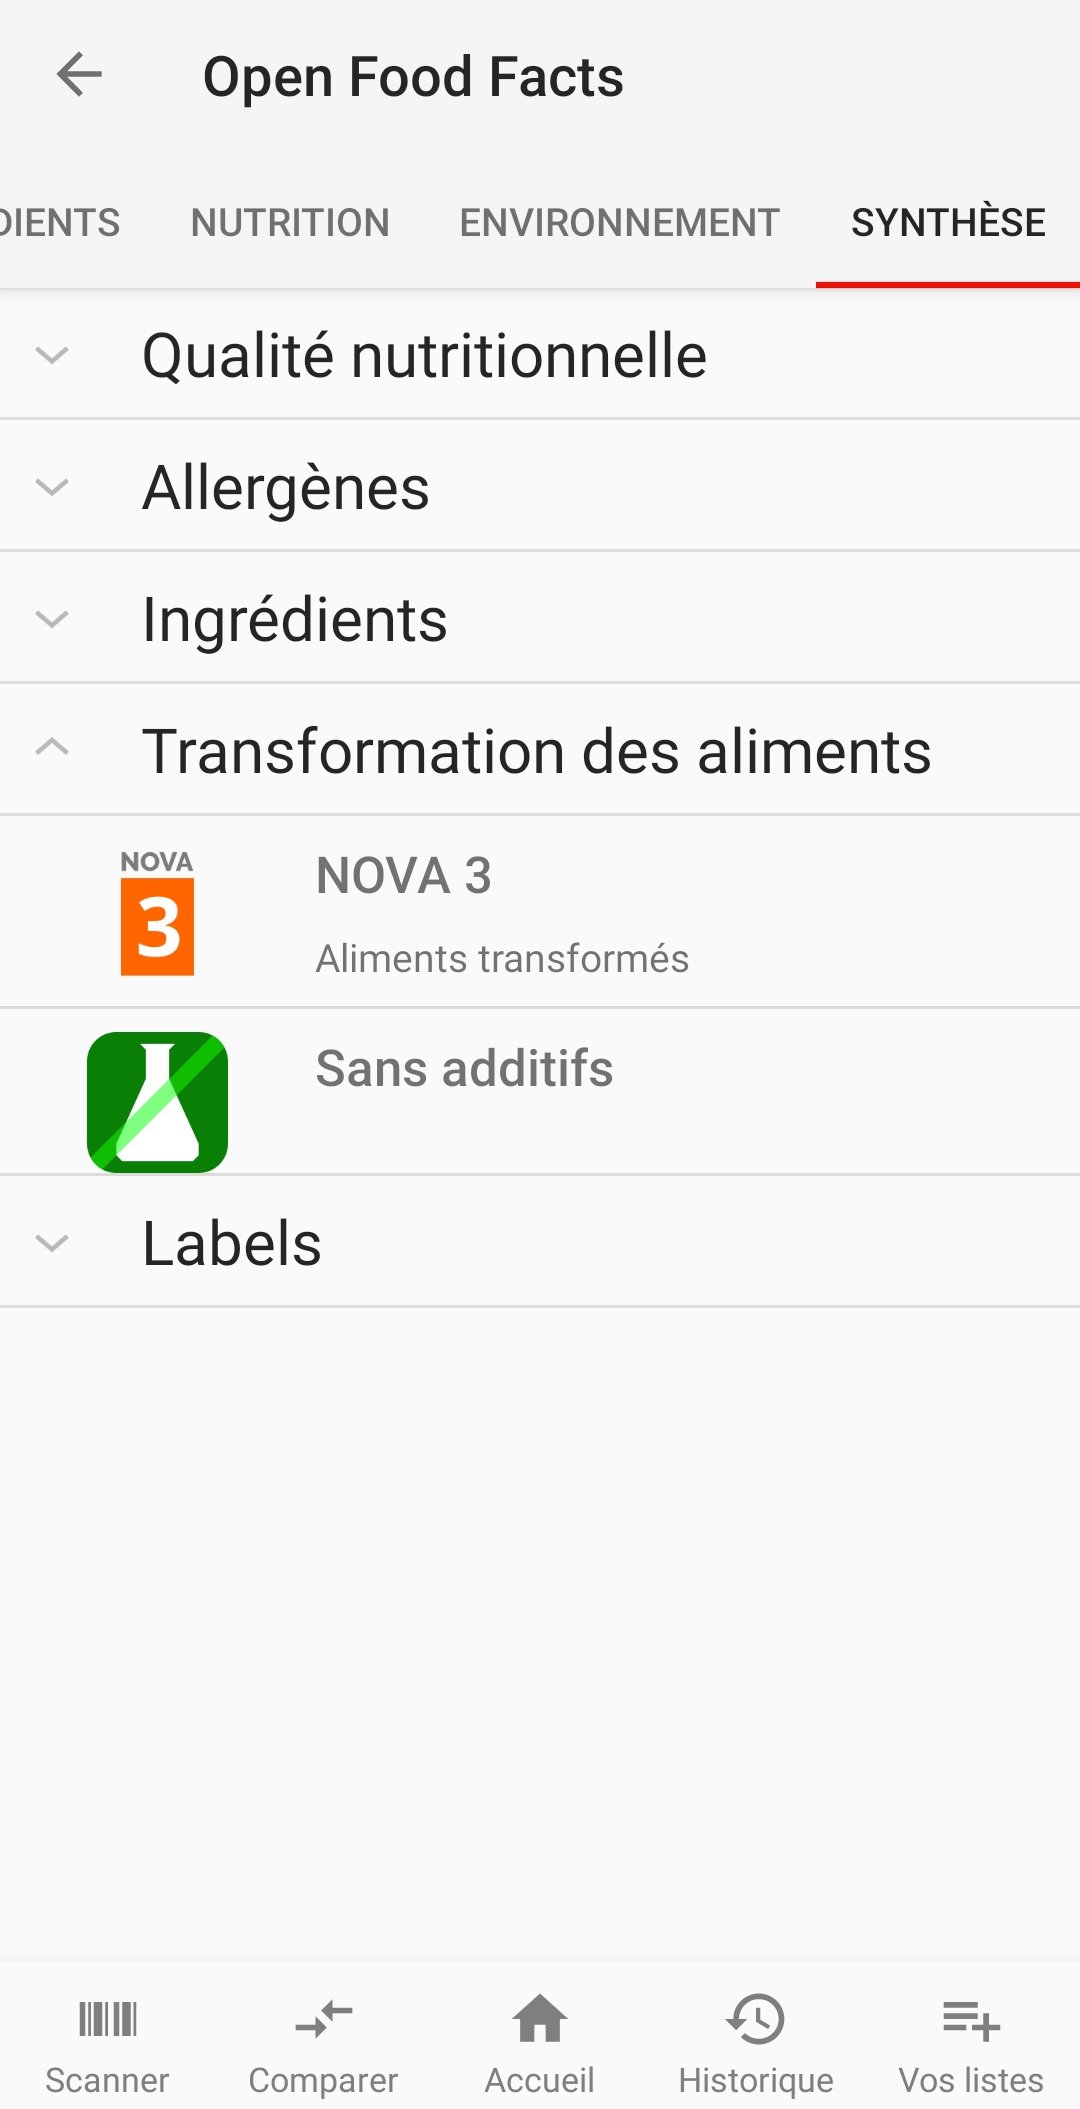 Open Food Facts
DIENTS NUTRITION ENVIRONNEMENT SYNTHÈSE
Qualité nutritionnelle
Allergènes
Ingrédients
Transformation des aliments
NOVA
3
NOVA 3
Aliments transformés
Sans additifs
Labels
Scanner Comparer Accueil Historique Vos listes